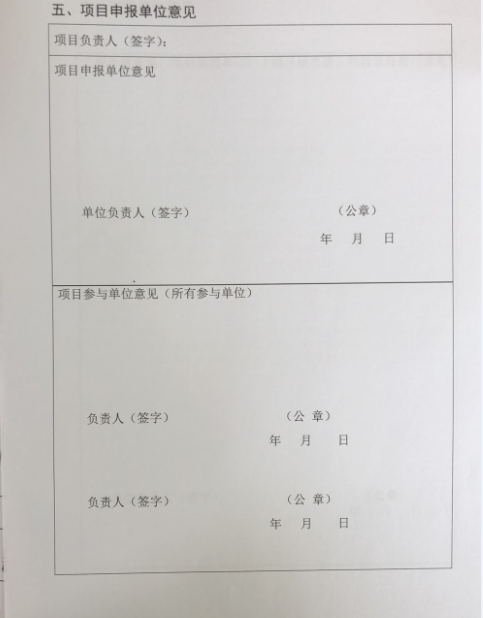 五、项目申报单位意见
项目负责人（签字）：
项目申报单位意见
单位负责人（签字） （公章）
年 月 日
项目参与单位意见（所有参与单位）
负责人（签字） （公 章）
年 月 日
负责人（签字） （公 章）
年 月 日